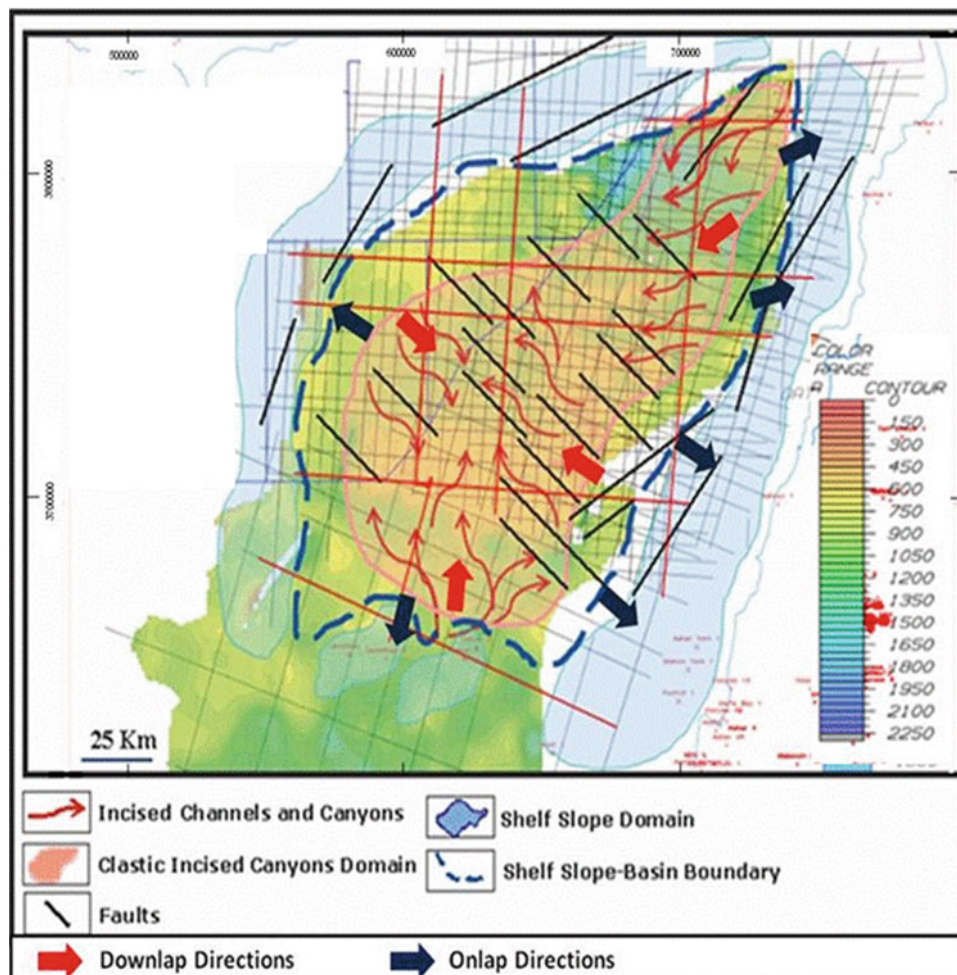 500000
600000
700000
COLOR
RANGE
CONTOUR
0
150
300
450
600
750
900
1050
1200
1350
1500
1650
1800
1950
2100
2250
25 Km
Incised Channels and Canyons
Shelf Slope Domain
Clastic Incised Canyons Domain
Shelf Slope-Basin Boundary
Faults
Downlap Directions
Onlap Directions